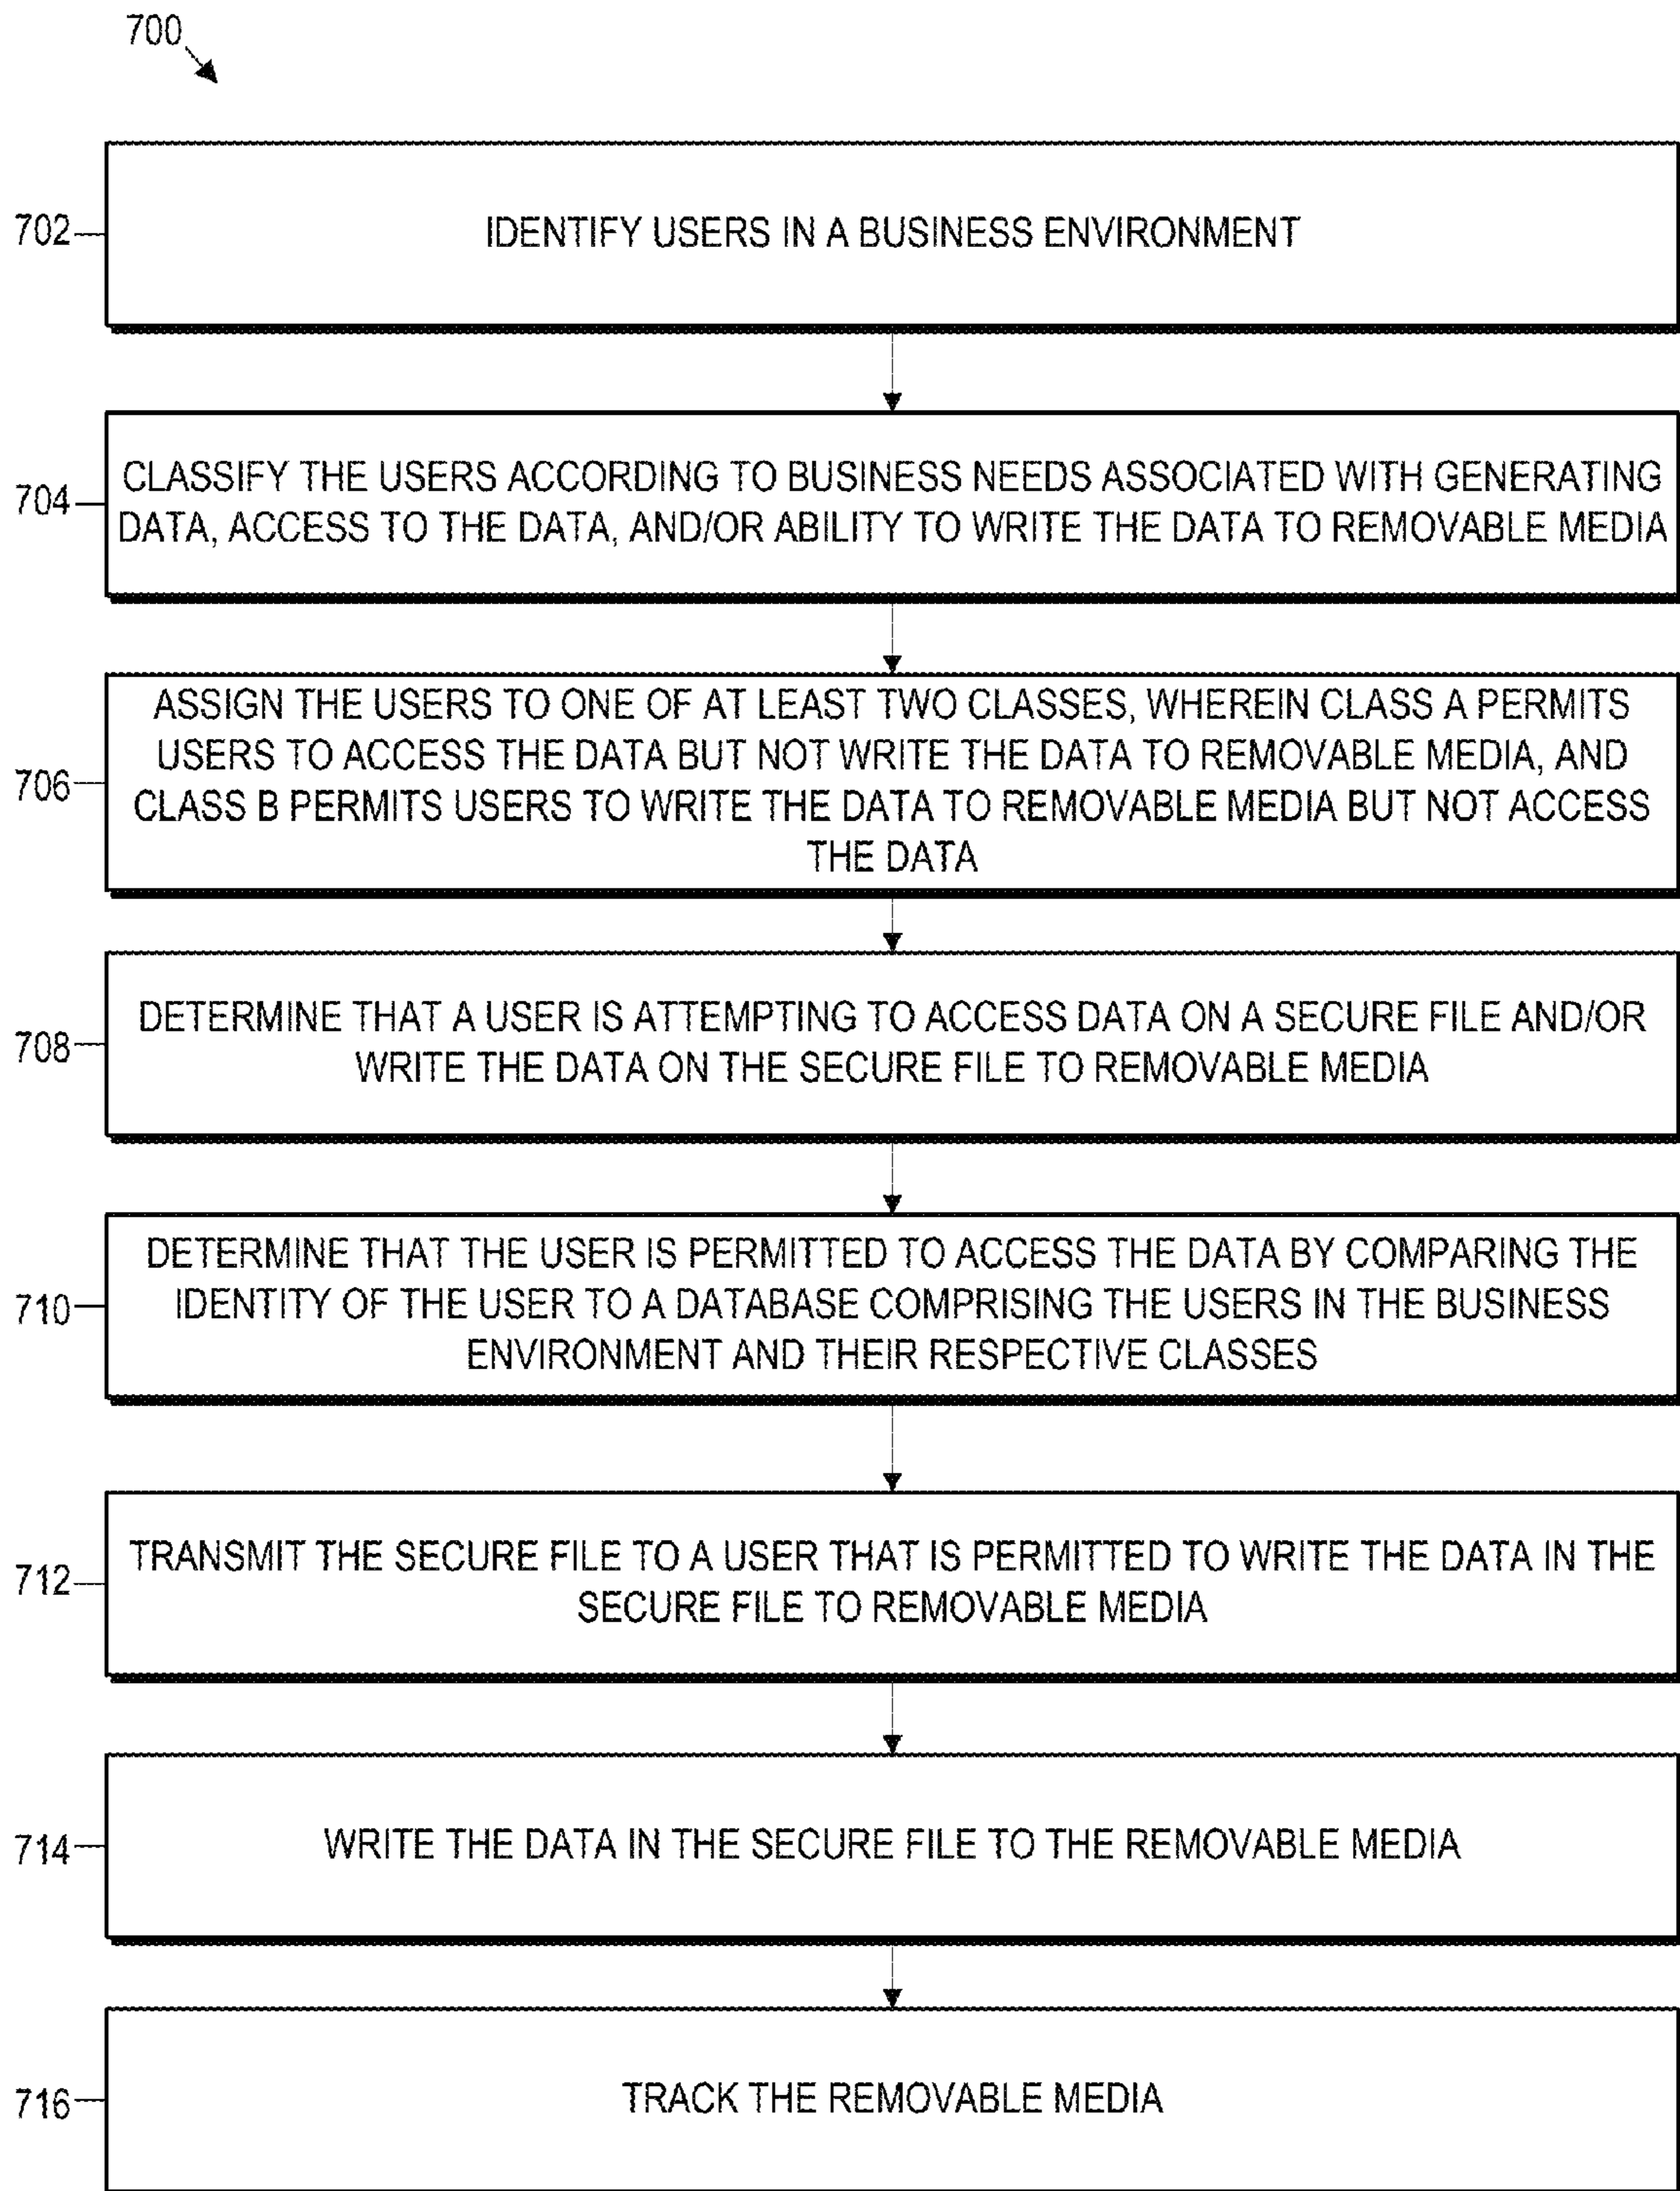 700
702
IDENTIFY USERS IN A BUSINESS ENVIRONMENT
704
CLASSIFY THE USERS ACCORDING TO BUSINESS NEEDS ASSOCIATED WITH GENERATING
DATA, ACCESS TO THE DATA, AND/OR ABILITY TO WRITE THE DATA TO REMOVABLE MEDIA
706
ASSIGN THE USERS TO ONE OF AT LEAST TWO CLASSES, WHEREIN CLASS A PERMITS
USERS TO ACCESS THE DATA BUT NOT WRITE THE DATA TO REMOVABLE MEDIA, AND
CLASS B PERMITS USERS TO WRITE THE DATA TO REMOVABLE MEDIA BUT NOT ACCESS
THE DATA
708
DETERMINE THAT A USER IS ATTEMPTING TO ACCESS DATA ON A SECURE FILE AND/OR
WRITE THE DATA ON THE SECURE FILE TO REMOVABLE MEDIA
710
DETERMINE THAT THE USER IS PERMITTED TO ACCESS THE DATA BY COMPARING THE
IDENTITY OF THE USER TO A DATABASE COMPRISING THE USERS IN THE BUSINESS
ENVIRONMENT AND THEIR RESPECTIVE CLASSES
712
TRANSMIT THE SECURE FILE TO A USER THAT IS PERMITTED TO WRITE THE DATA IN THE
SECURE FILE TO REMOVABLE MEDIA
714
WRITE THE DATA IN THE SECURE FILE TO THE REMOVABLE MEDIA
716
TRACK THE REMOVABLE MEDIA